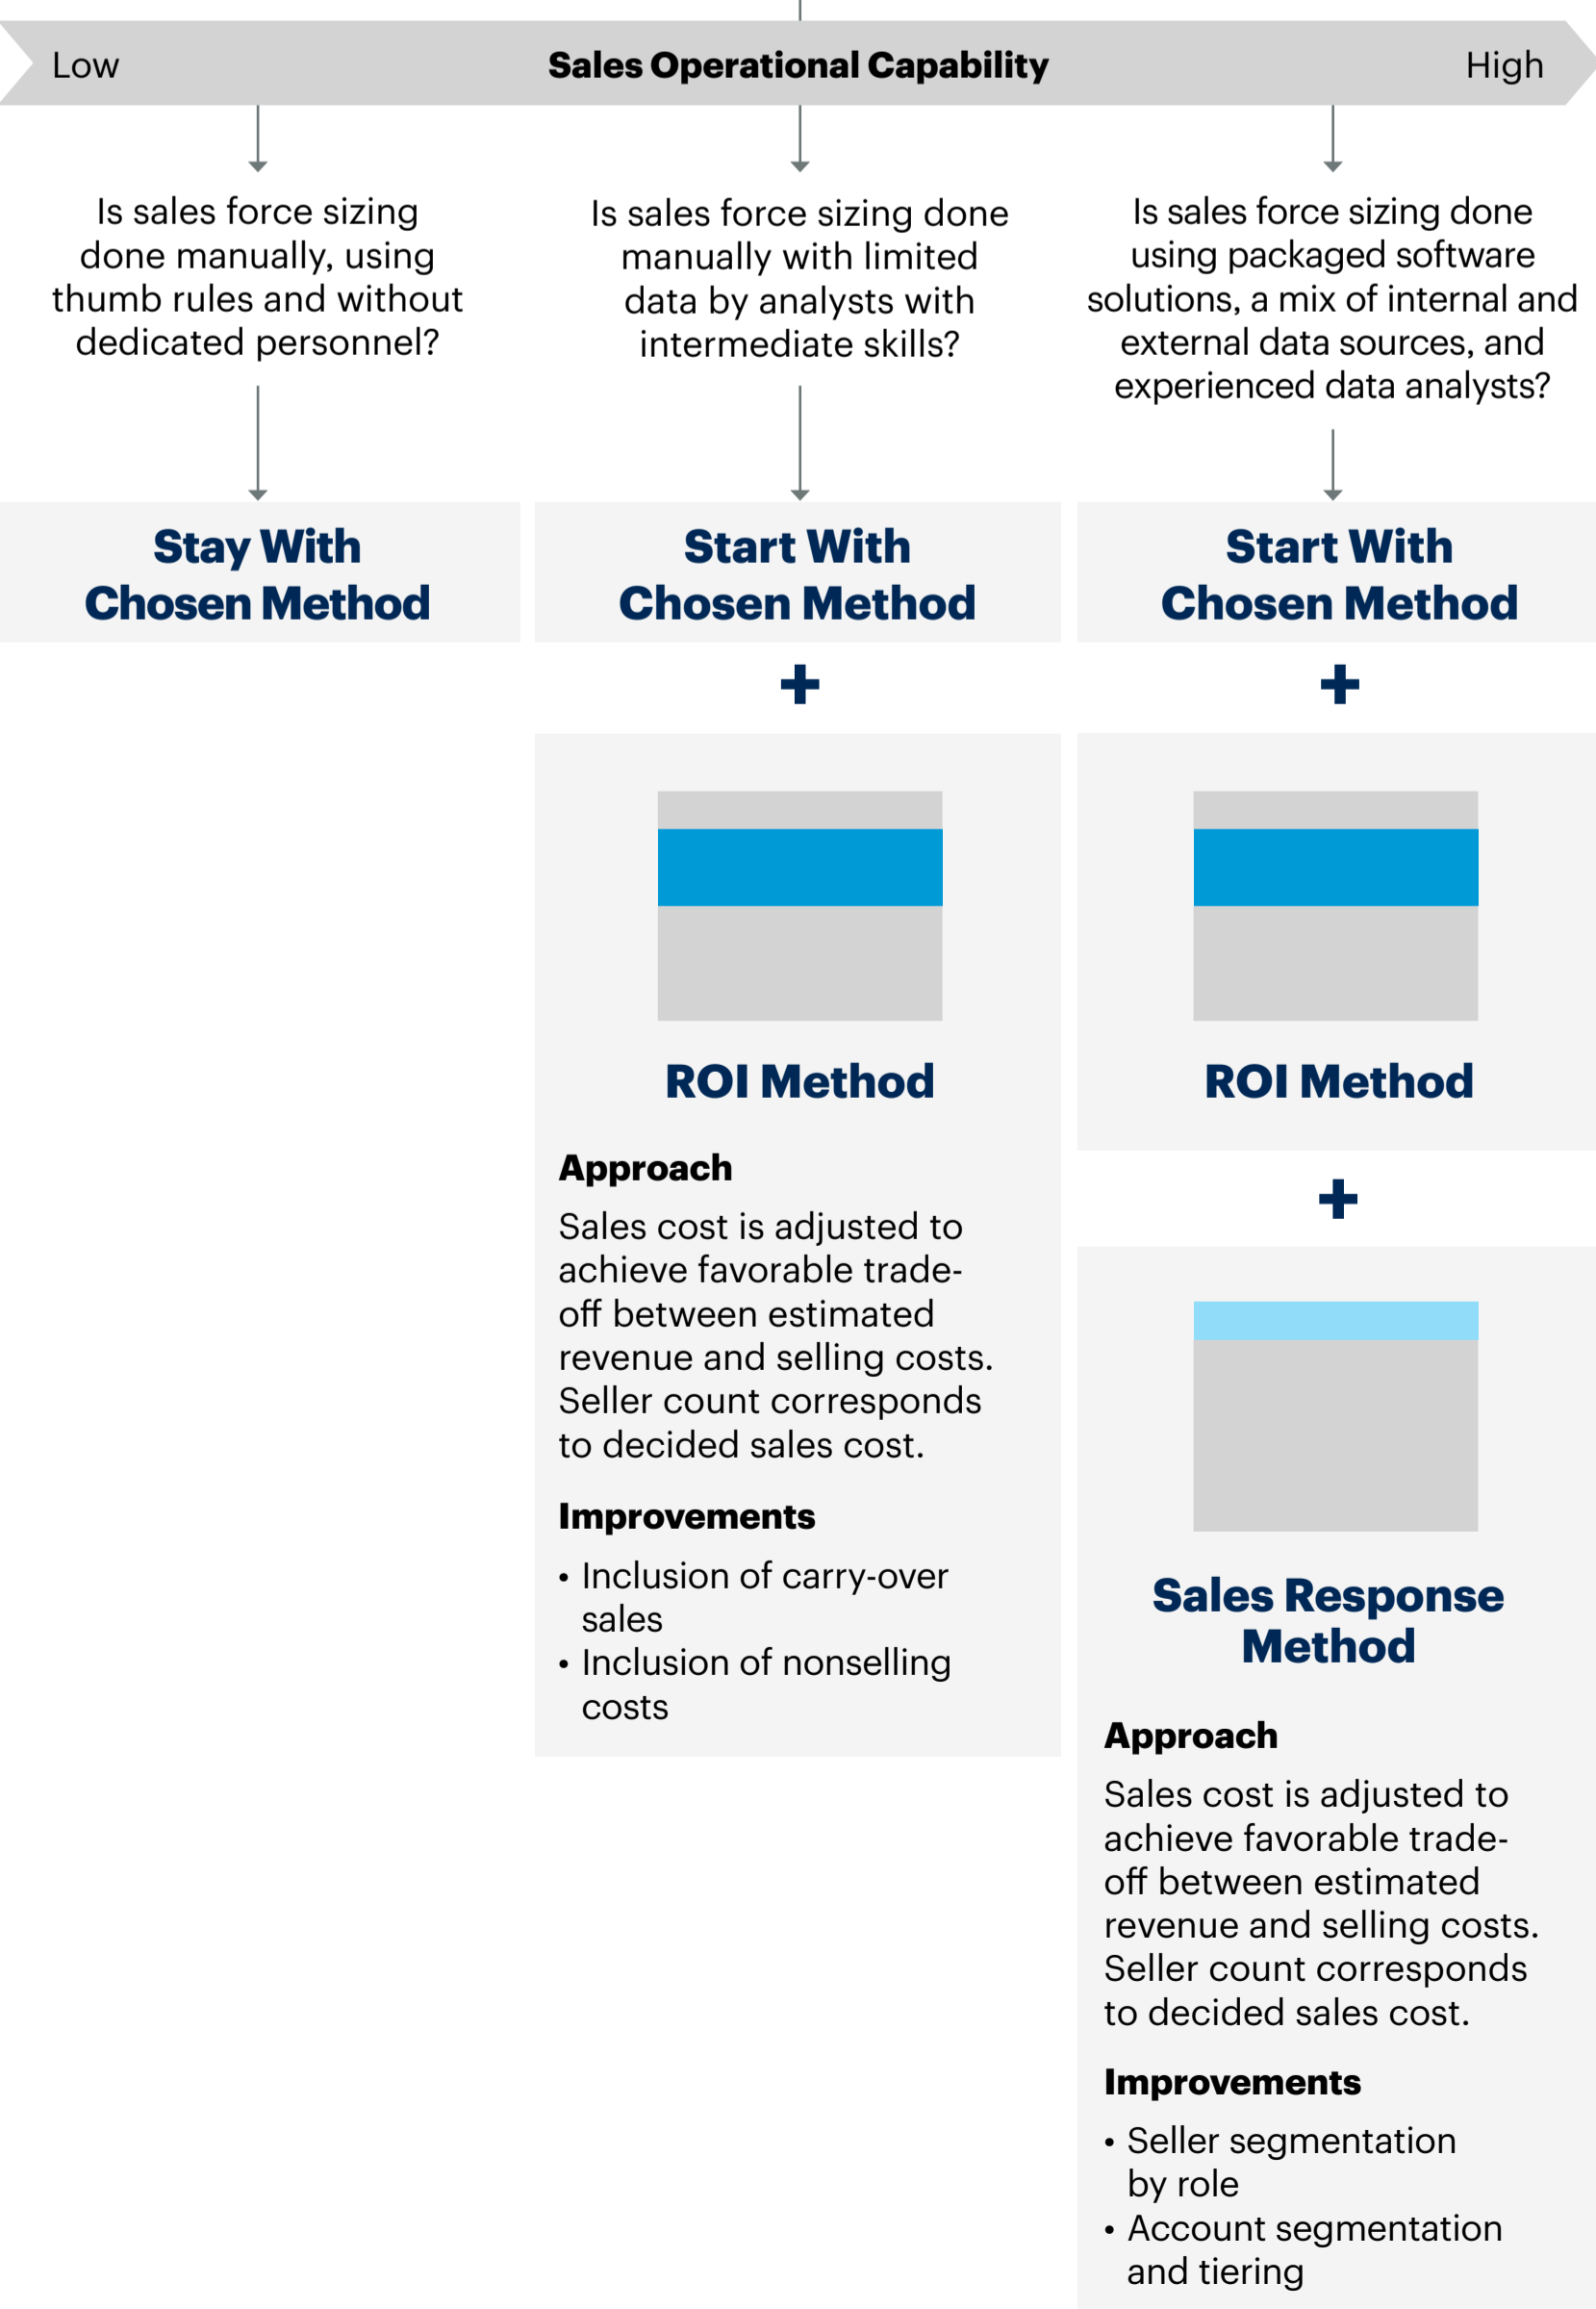 Low
Sales Operational Capability
High
Is sales force sizing
done manually, using
thumb rules and without
dedicated personnel?
Stay With
Chosen Method
Is sales force sizing done
manually with limited
data by analysts with
intermediate skills?
Start With
Chosen Method
+
ROI Method
Approach
Sales cost is adjusted to
achieve favorable trade-
off between estimated
revenue and selling costs.
Seller count corresponds
to decided sales cost.
Improvements
• Inclusion of carry-over
sales
• Inclusion of nonselling
costs
Is sales force sizing done
using packaged software
solutions, a mix of internal and
external data sources, and
experienced data analysts?
Start With
Chosen Method
+
ROI Method
+
Sales Response
Method
Approach
Sales cost is adjusted to
achieve favorable trade-
off between estimated
revenue and selling costs.
Seller count corresponds
to decided sales cost.
Improvements
• Seller segmentation
by role
• Account segmentation
and tiering